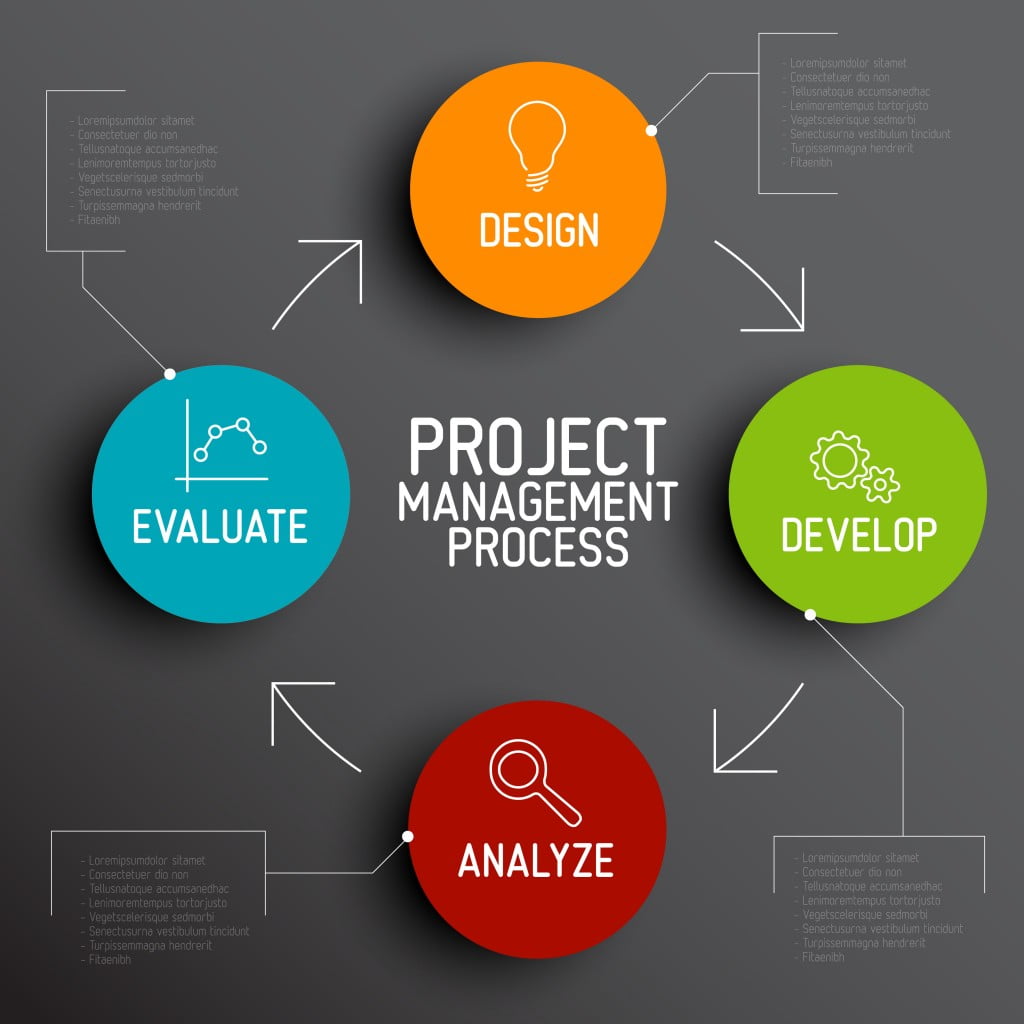 - Loremipsumdolor sitamet
- Consectetuer dio non
- Tellusnatoque accumsanedhac
- Lenimoremtempus tortorjusto
- Vegetscelerisque sedmorbi
- Senectusurna vestibulum tincidunt
- Turpissemmagna hendrerit
- Fitaenibh
DESIGN
- Loremipsumdolor sitamet
- Consectetuer dio non
- Tellusnatoque accumsanedhac
- Lenimoremtempus tortorjusto
- Vegetscelerisque sedmorbi
- Senectusurna vestibulum tincidunt
- Turpissemmagna hendrerit
- Fitaenibh
EVALUATE
PROJECT
MANAGEMENT
PROCESS
DEVELOP
ANALYZE
- Loremipsumdolor sitamet
- Consectetuer dio non
- Tellusnatoque accumsanedhac
- Lenimoremtempus tortorjusto
- Vegetscelerisque sedmorbi
- Senectusurna vestibulum tincidunt
- Turpissemmagna hendrerit
- Fitaenibh
- Loremipsumdolor sitamet
- Consectetuer dio non
- Tellusnatoque accumsanedhac
- Lenimoremtempus tortorjusto
- Vegetscelerisque sedmorbi
- Senectusurna vestibulum tincidunt
- Turpissemmagna hendrerit
- Fitaenibh